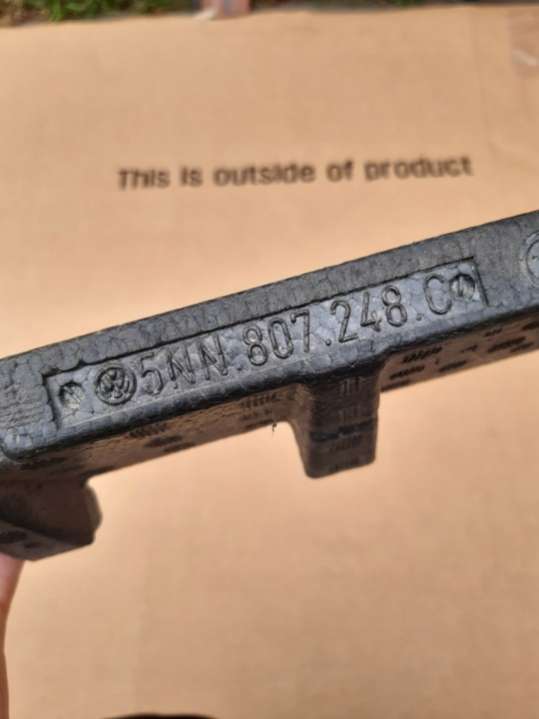 This is outside of product
5NN.807.248.C